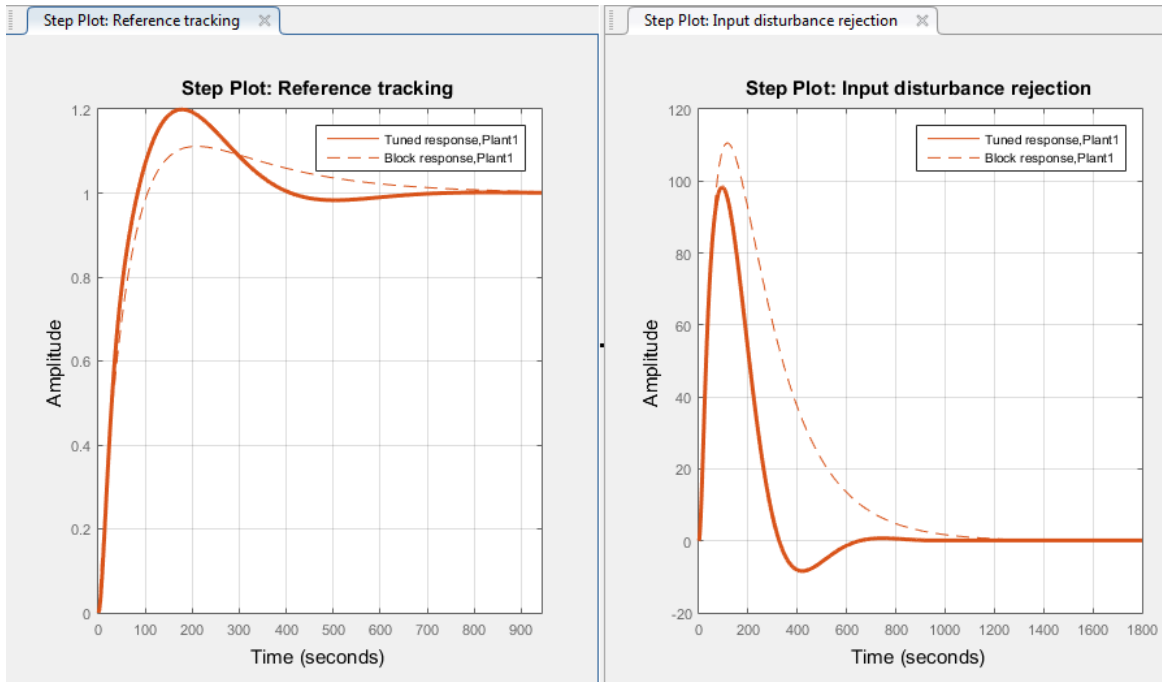 Step Plot: Reference tracking
Step Plot: Input disturbance rejection
Step Plot: Reference tracking
Tuned response,Plant1
Block response,Plant1
Amplitude
1.2
1
0.8
0.6
0.4
0.2
0
0 100 200 300 400 500 600 700 800 900
Time (seconds)
Step Plot: Input disturbance rejection
Tuned response,Plant1
Block response,Plant1
Amplitude
120
100
80
60
40
20
0
-20
0 200 400 600 800 1000 1200 1400 1600 1800
Time (seconds)